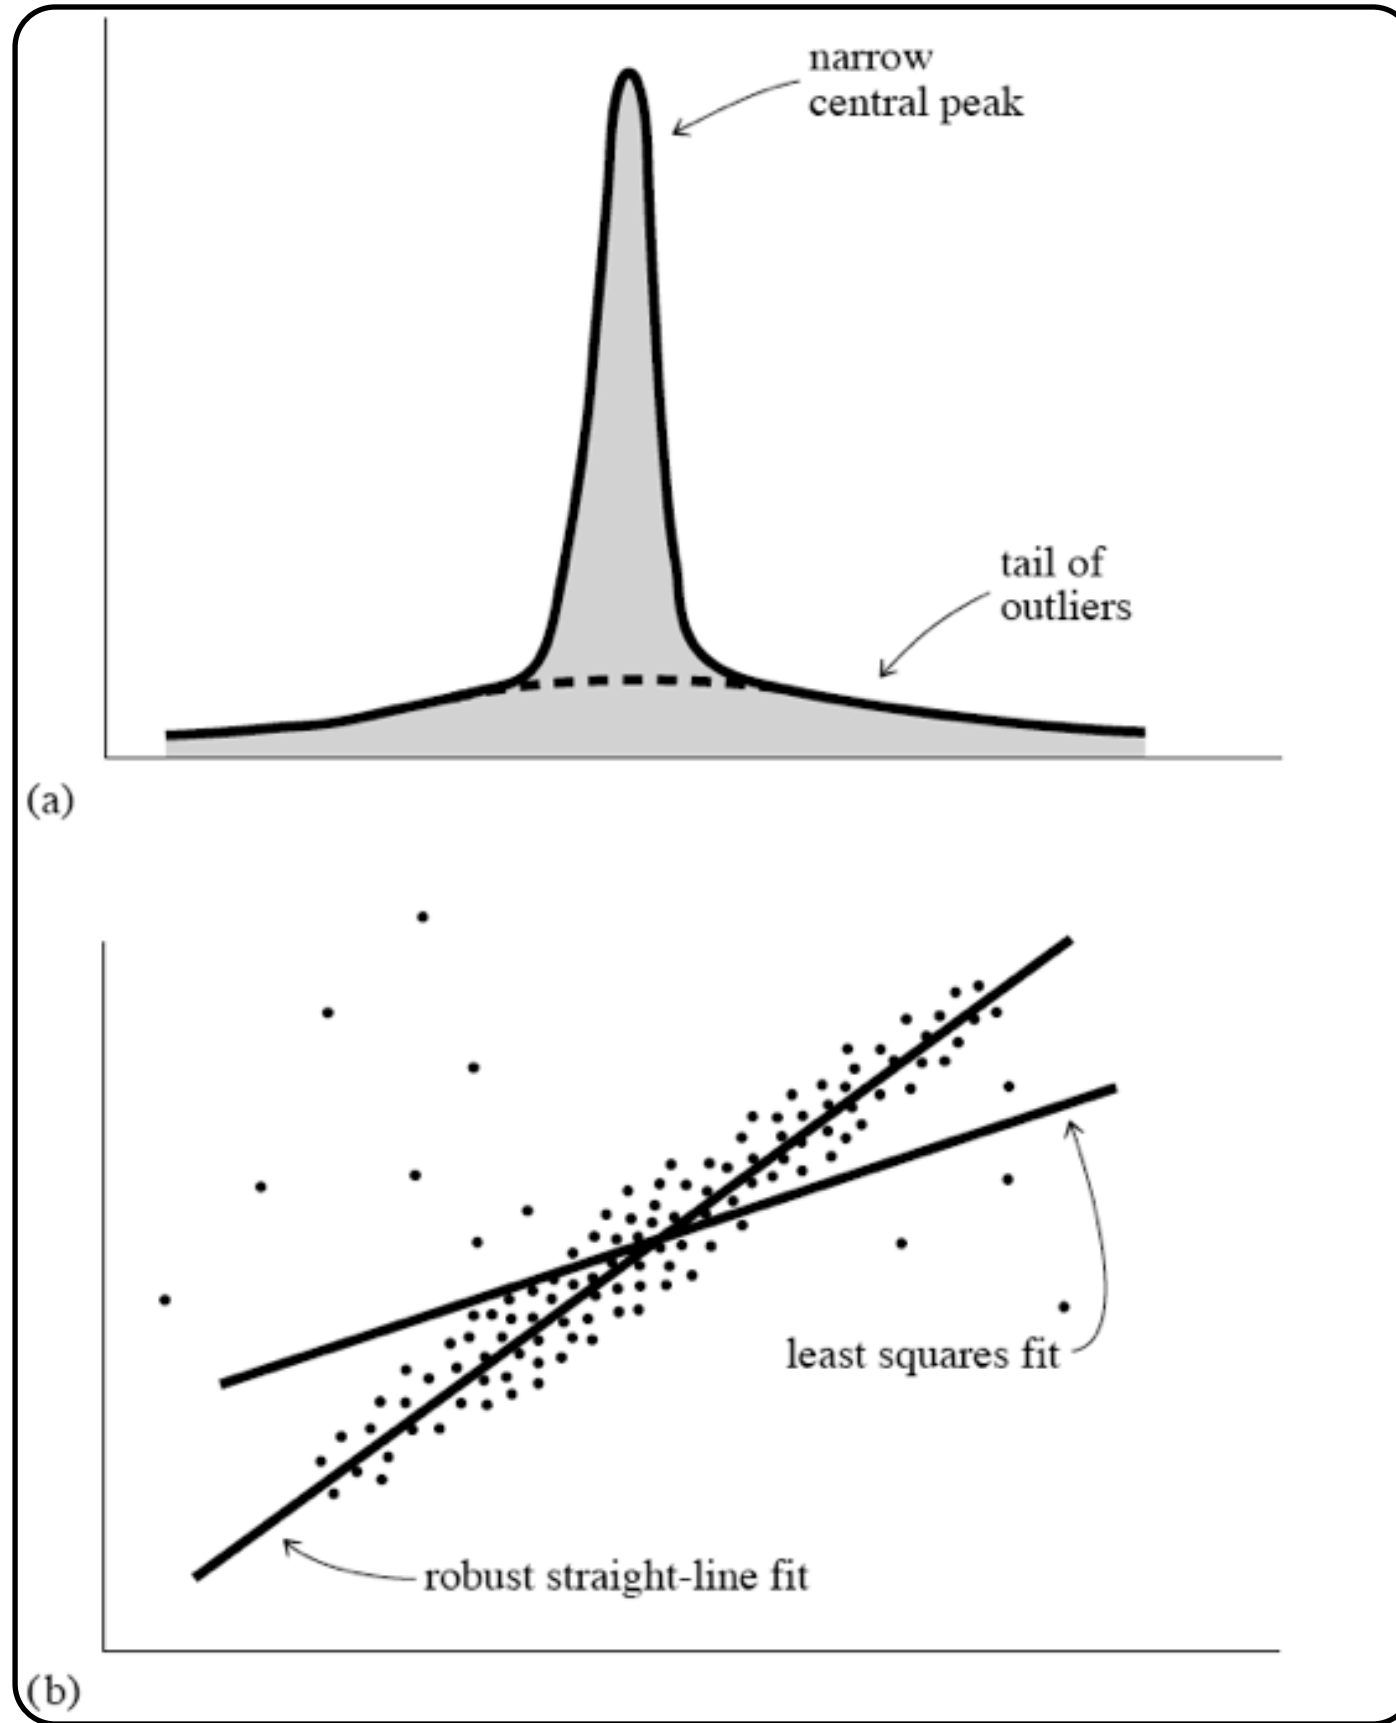 narrow
central peak
tail of
outliers
(a)
least squares fit
robust straight-line fit
(b)